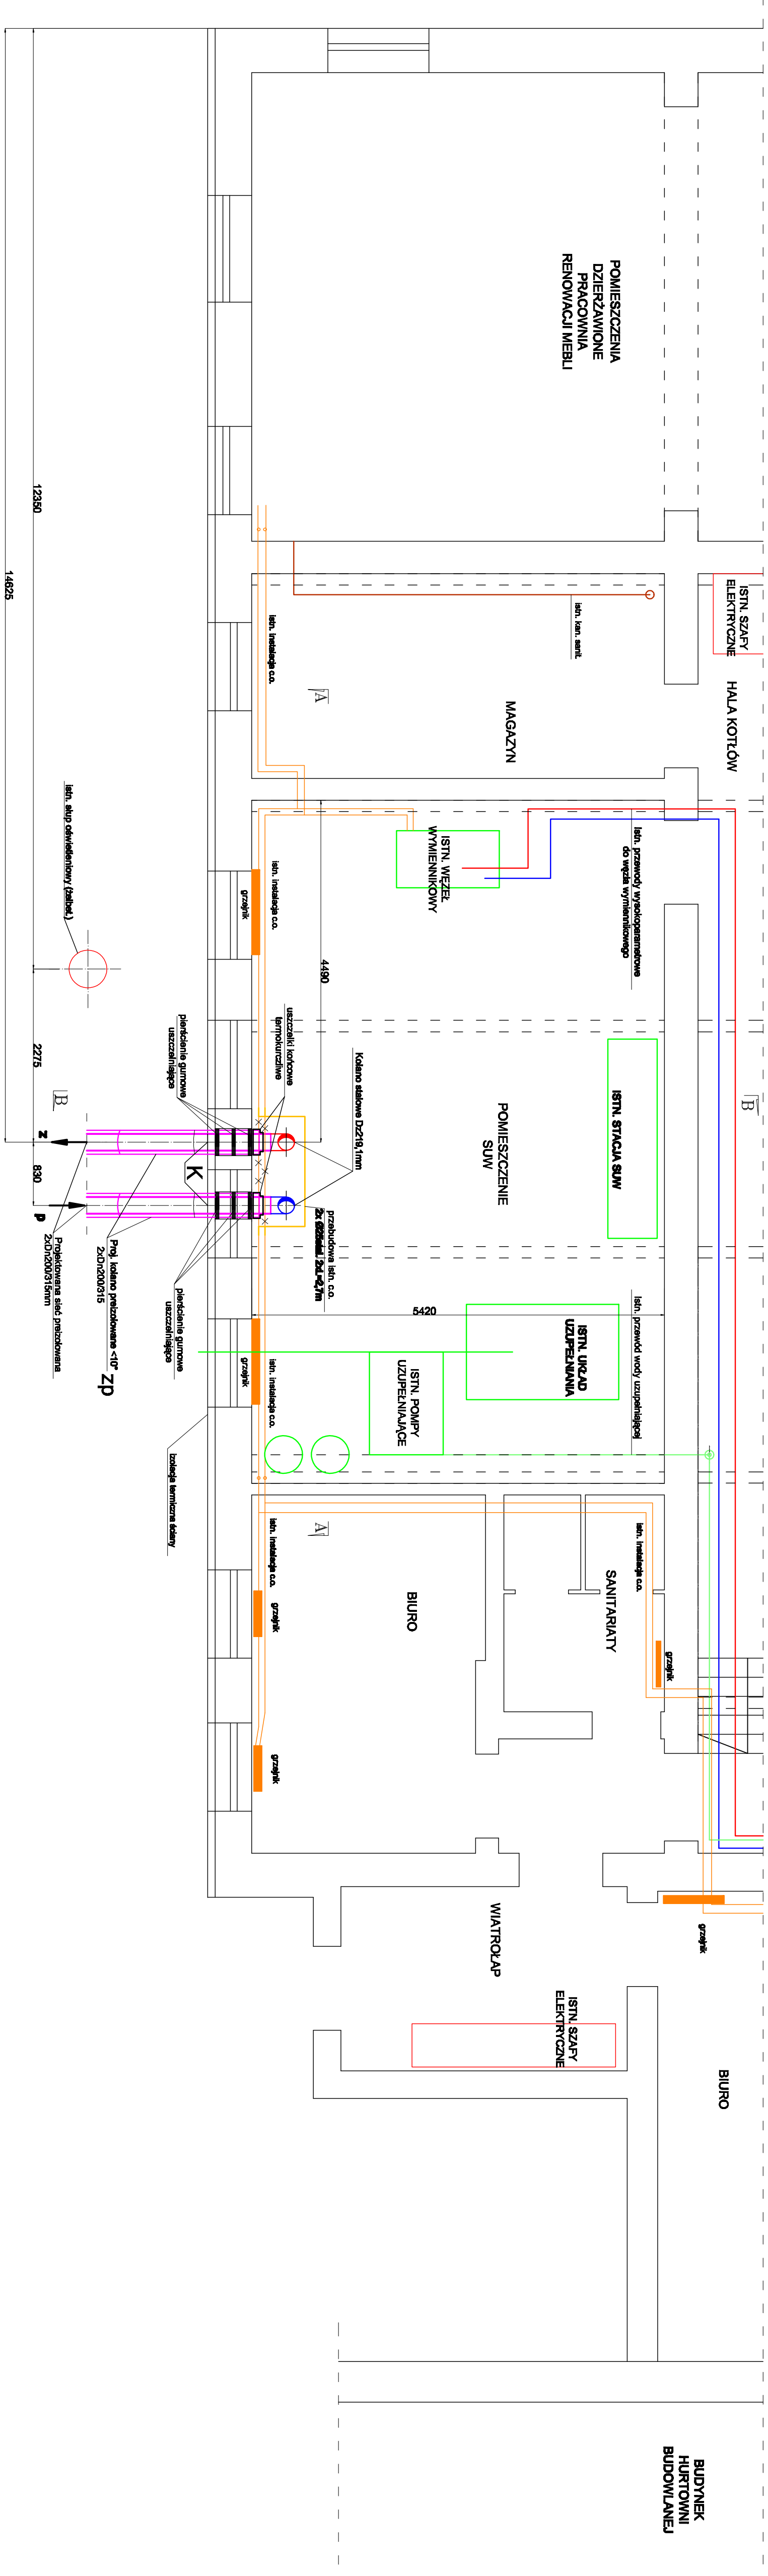 POMIESZCZENIA
DZIERŻAWIONE
PRACOWNIA
RENOWACJI MEBLI
12350
14625
ISTN. SZAFY
ELEKTRYCZNE
HALA KOTŁÓW
istn. kan. sanit.
istn. instalacja c.o.
A
MAGAZYN
ISTN. WĘZEŁ
WYMIENNIKOWY
istn. przewody wysokoparametrowe
do węzła wymiennikowego
istn. instalacja c.o.
grzejnik
4490
istn. słup oświetleniowy (żelbet.)
2275
B
B
830
uszczelki końcowe
termokurczliwe
pierścienie gumowe
uszczelniające
Kolano stalowe Dz219,1mm
POMIESZCZENIE
SUW
ISTN. STACJA SUW
z
p
K
przebudowa istn. c.o.
Proj. kolano preizolowane <10°
2xDn200/315
zp
Projektowana sieć preizolowana
2xDn200/315mm
pierścienie gumowe
uszczelniające
5420
ISTN. UKŁAD
UZUPEŁNIANIA
istn. przewód wody uzupełniającej
ISTN. POMPY
UZUPEŁNIAJĄCE
istn. instalacja c.o.
grzejnik
izolacja termiczna ściany
A
istn. instalacja c.o.
grzejnik
BIURO
istn. instalacja c.o.
SANITARIATY
grzejnik
grzejnik
WIATROŁAP
grzejnik
ISTN. SZAFY
ELEKTRYCZNE
BIURO
BUDYNEK
HURTOWNI
BUDOWLANEJ